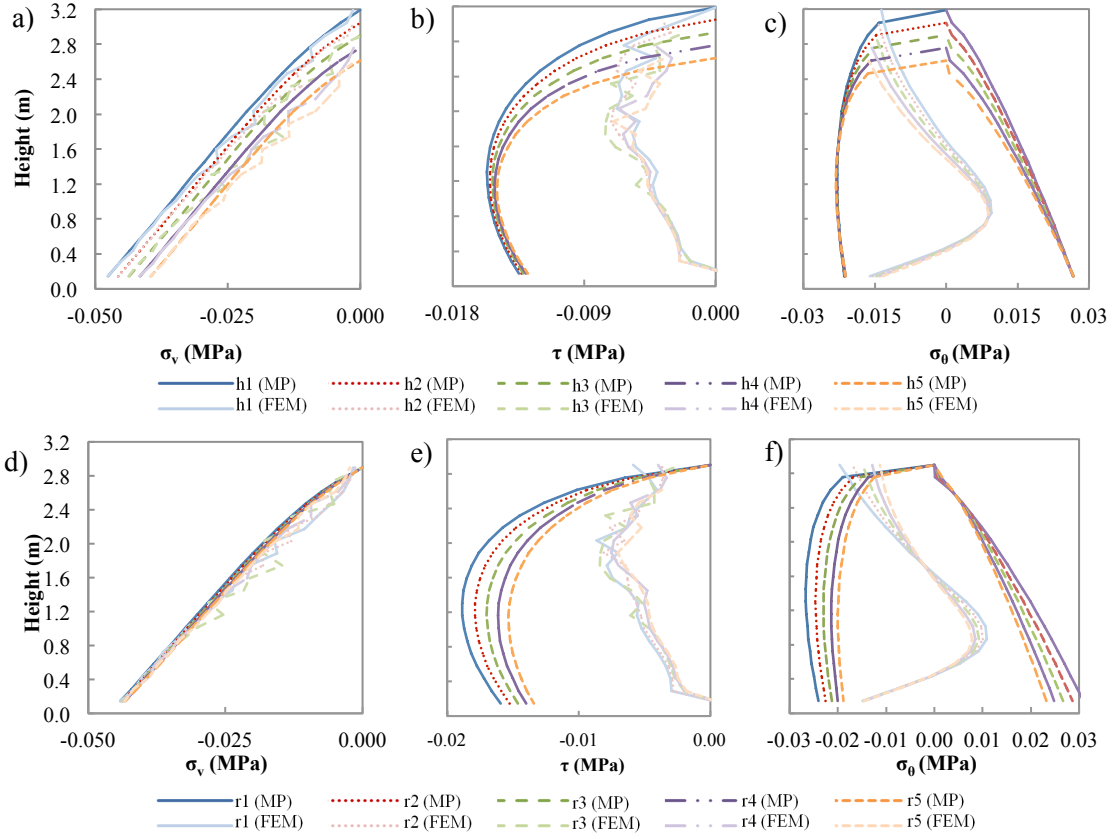 a)
b)
c)
Height (m)
3.2
2.8
2.4
2.0
1.6
1.2
0.8
0.4
0.0
-0.050 -0.025 0.000
-0.018 -0.009 0.000
-0.03 -0.015 0 0.015 0.03
σv (MPa)
τ (MPa)
σθ (MPa)
h1 (MP) h2 (MP) h3 (MP) h4 (MP) h5 (MP)
h1 (FEM) h2 (FEM) h3 (FEM) h4 (FEM) h5 (FEM)
d)
e)
f)
Height (m)
3.2
2.8
2.4
2.0
1.6
1.2
0.8
0.4
0.0
-0.050 -0.025 0.000
-0.02 -0.01 0.00
-0.03 -0.02 -0.01 0.00 0.01 0.02 0.03
σv (MPa)
τ (MPa)
σθ (MPa)
r1 (MP) r2 (MP) r3 (MP) r4 (MP) r5 (MP)
r1 (FEM) r2 (FEM) r3 (FEM) r4 (FEM) r5 (FEM)